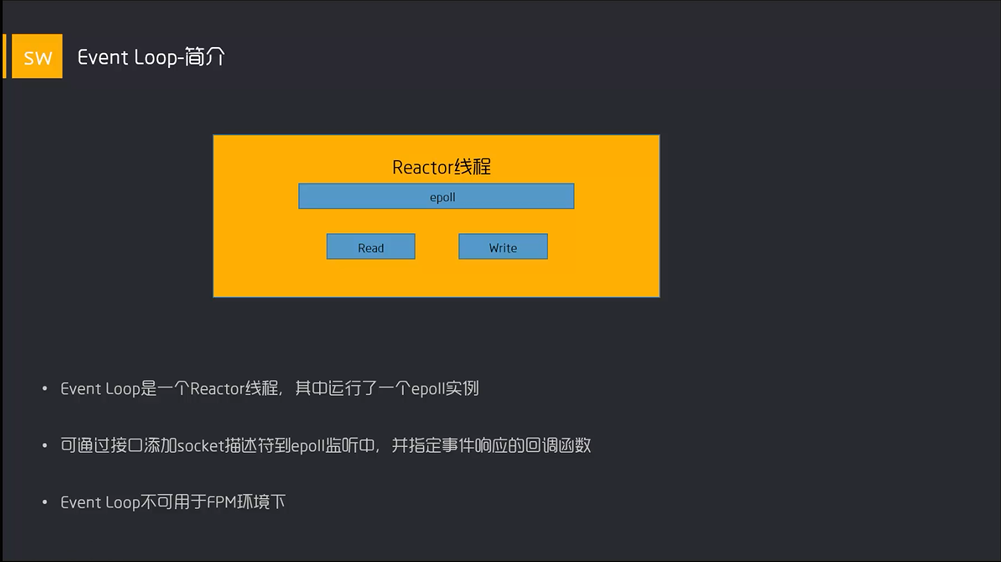 SW
Event Loop-简介
Reactor线程
epoll
Read
Write
• Event Loop是一个Reactor线程，其中运行了一个epoll实例
• 可通过接口添加socket描述符到epoll监听中，并指定事件响应的回调函数
• Event Loop不可用于FPM环境下